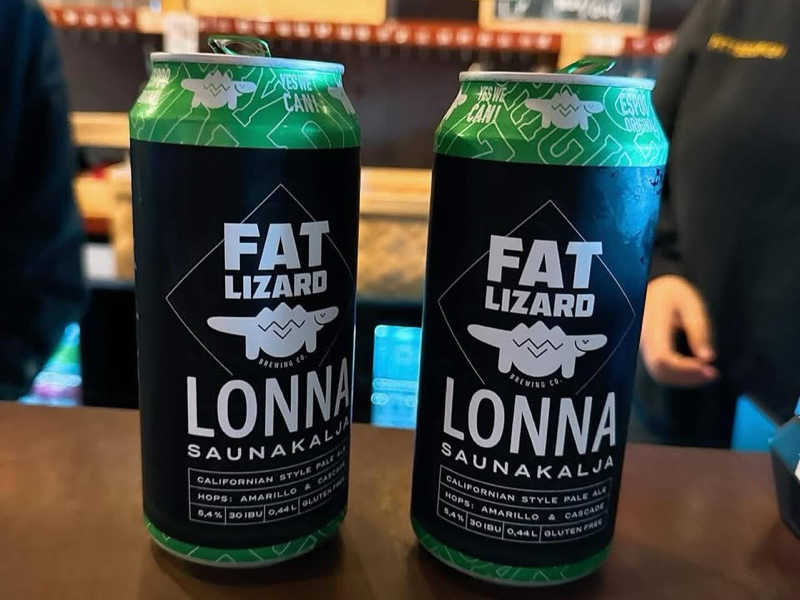 YES WE
CAN!
FAT
LIZARD
BREWING CO.
LONNA
SAUNAKALJA
CALIFORNIAN STYLE PALE ALE
HOPS: AMARILLO & CASCADE
5,4% 30 IBU 0,44L GLUTEN FREE
YES WE
CAN!
ESPOO
ORIGINAL
FAT
LIZARD
BREWING CO.
LONNA
SAUNAKALJA
CALIFORNIAN STYLE PALE ALE
HOPS: AMARILLO & CASCADE
5,4% 30 IBU 0,44L GLUTEN FREE